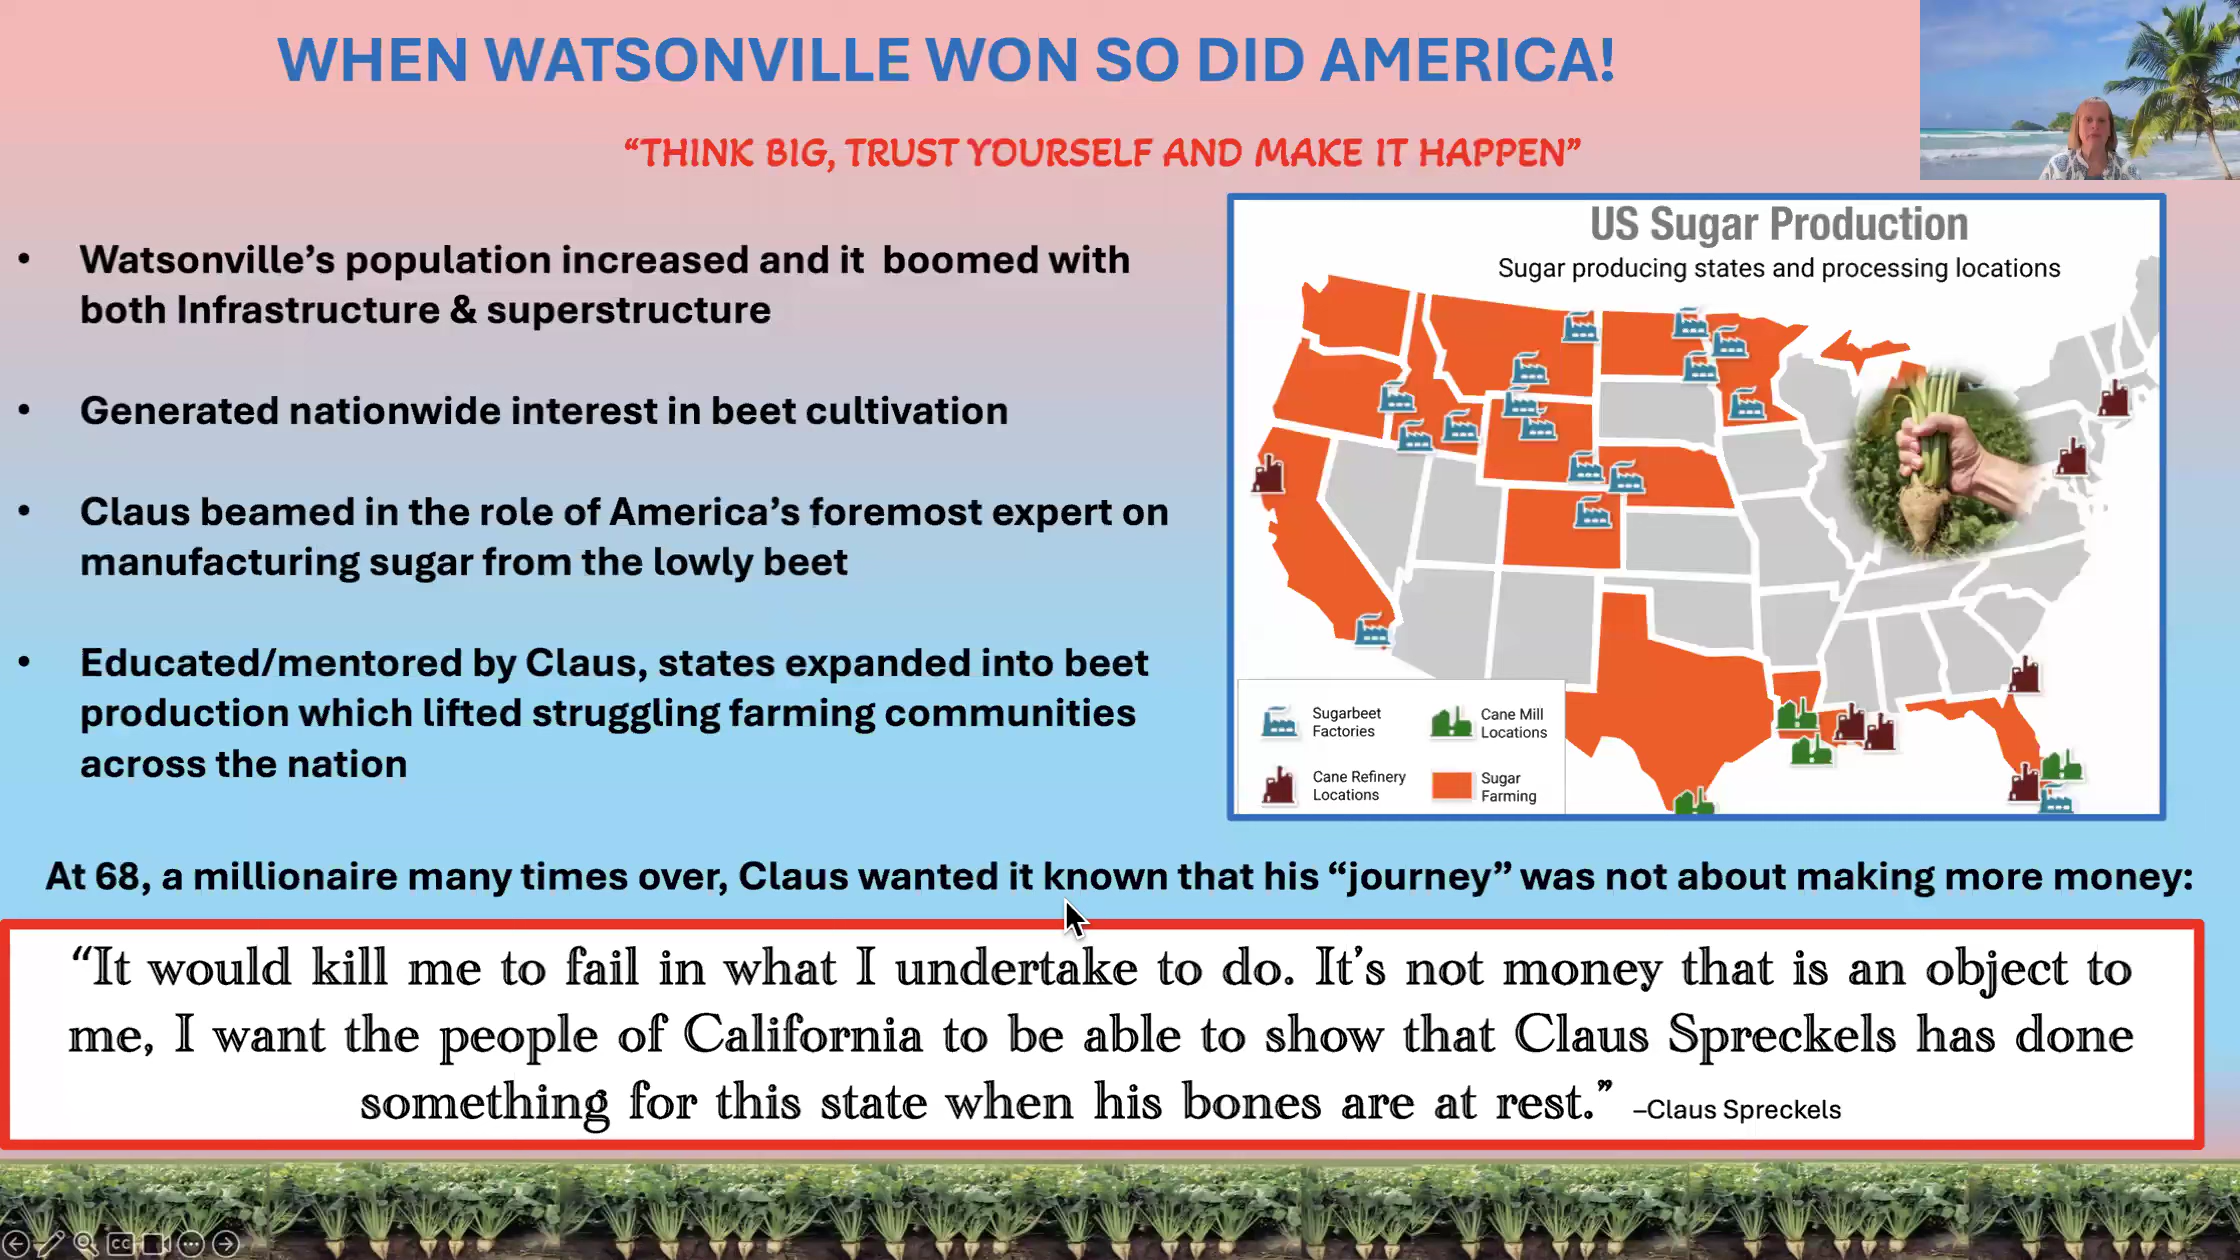 WHEN WATSONVILLE WON SO DID AMERICA!
“THINK BIG, TRUST YOURSELF AND MAKE IT HAPPEN”
• Watsonville’s population increased and it boomed with
both Infrastructure & superstructure
• Generated nationwide interest in beet cultivation
• Claus beamed in the role of America’s foremost expert on
manufacturing sugar from the lowly beet
• Educated/mentored by Claus, states expanded into beet
production which lifted struggling farming communities
across the nation
US Sugar Production
Sugar producing states and processing locations
Sugarbeet
Factories
Cane Mill
Locations
Cane Refinery
Locations
Sugar
Farming
At 68, a millionaire many times over, Claus wanted it known that his “journey” was not about making more money:
“It would kill me to fail in what I undertake to do. It’s not money that is an object to
me, I want the people of California to be able to show that Claus Spreckels has done
something for this state when his bones are at rest.” –Claus Spreckels
CC